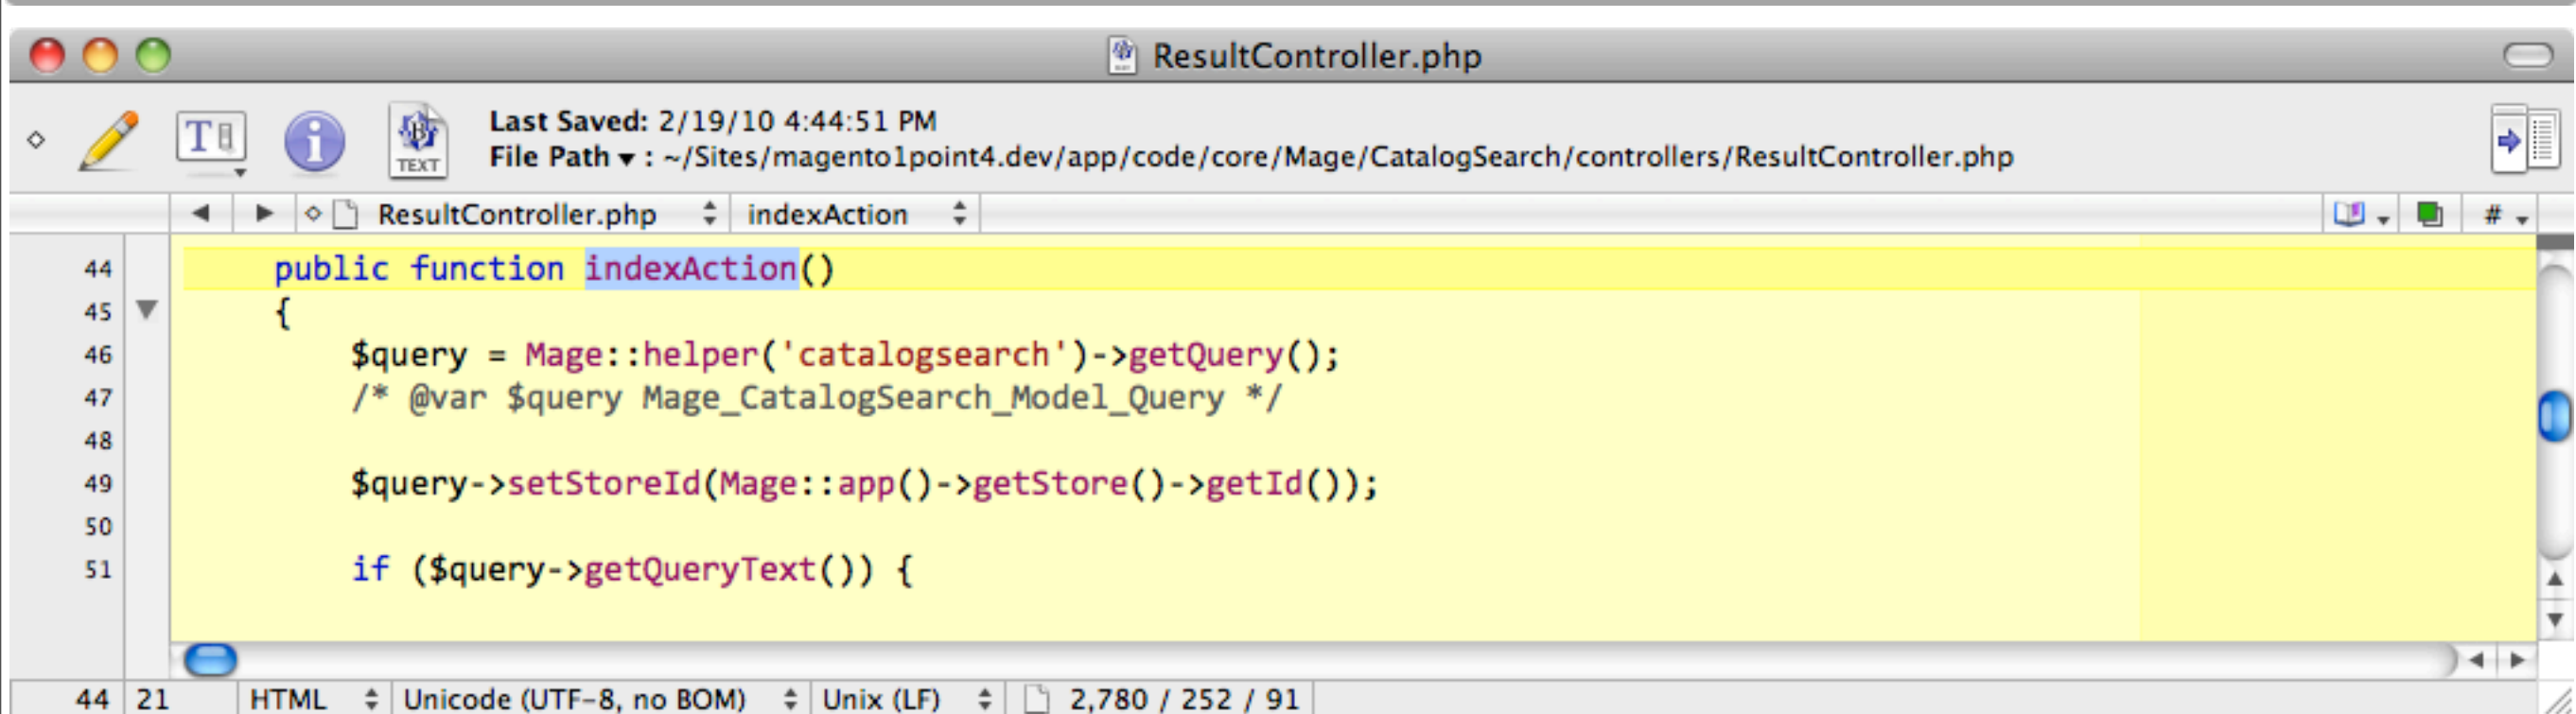 ResultController.php
Last Saved: 2/19/10 4:44:51 PM
TEXT
File Path ▾ : ~/Sites/magento1point4.dev/app/code/core/Mage/CatalogSearch/controllers/ResultController.php
ResultController.php indexAction #
44 public function indexAction()
45 {
46 $query = Mage::helper('catalogsearch')->getQuery();
47 /* @var $query Mage_CatalogSearch_Model_Query */
48
49 $query->setStoreId(Mage::app()->getStore()->getId());
50
51 if ($query->getQueryText()) {
44 21 HTML Unicode (UTF-8, no BOM) Unix (LF) 2,780 / 252 / 91